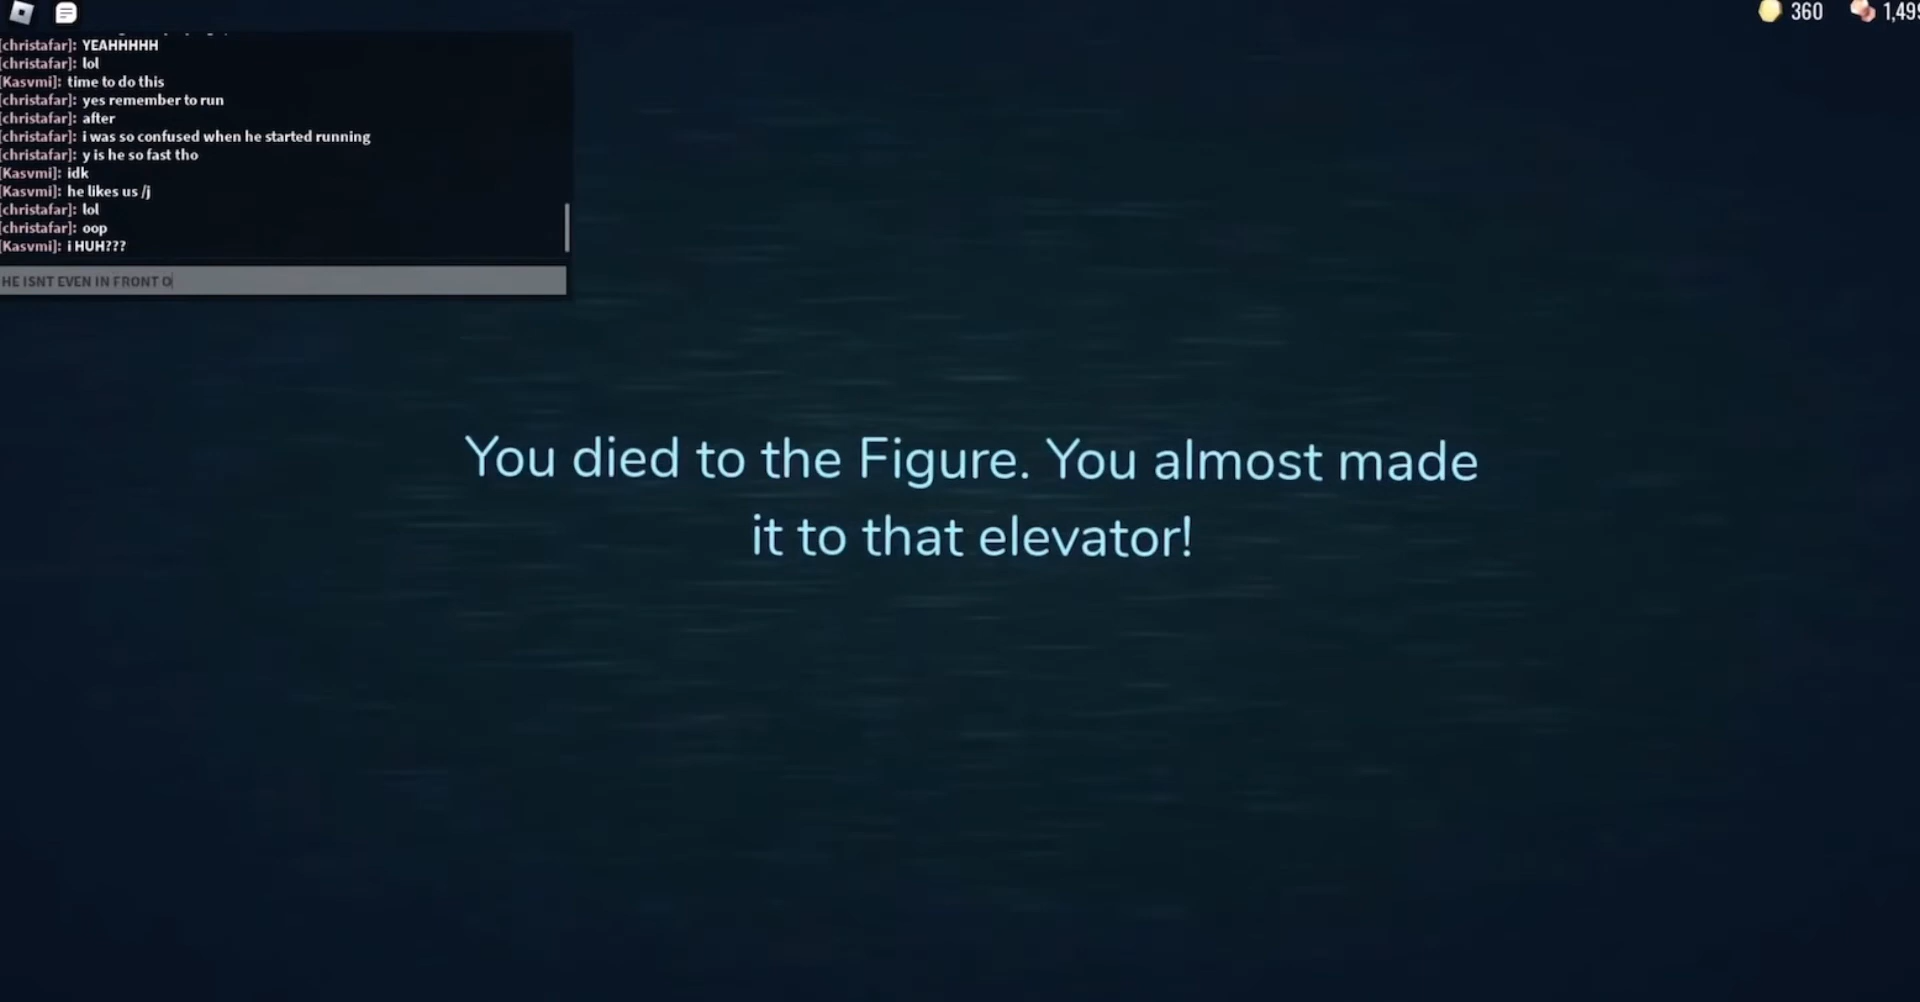 360
1,499
[christafar]: YEAHHHHH
[christafar]: lol
[Kasvmi]: time to do this
[christafar]: yes remember to run
[christafar]: after
[christafar]: i was so confused when he started running
[christafar]: y is he so fast tho
[Kasvmi]: idk
[Kasvmi]: he likes us /j
[christafar]: lol
[christafar]: oop
[Kasvmi]: i HUH???
HE ISNT EVEN IN FRONT O
You died to the Figure. You almost made
it to that elevator!